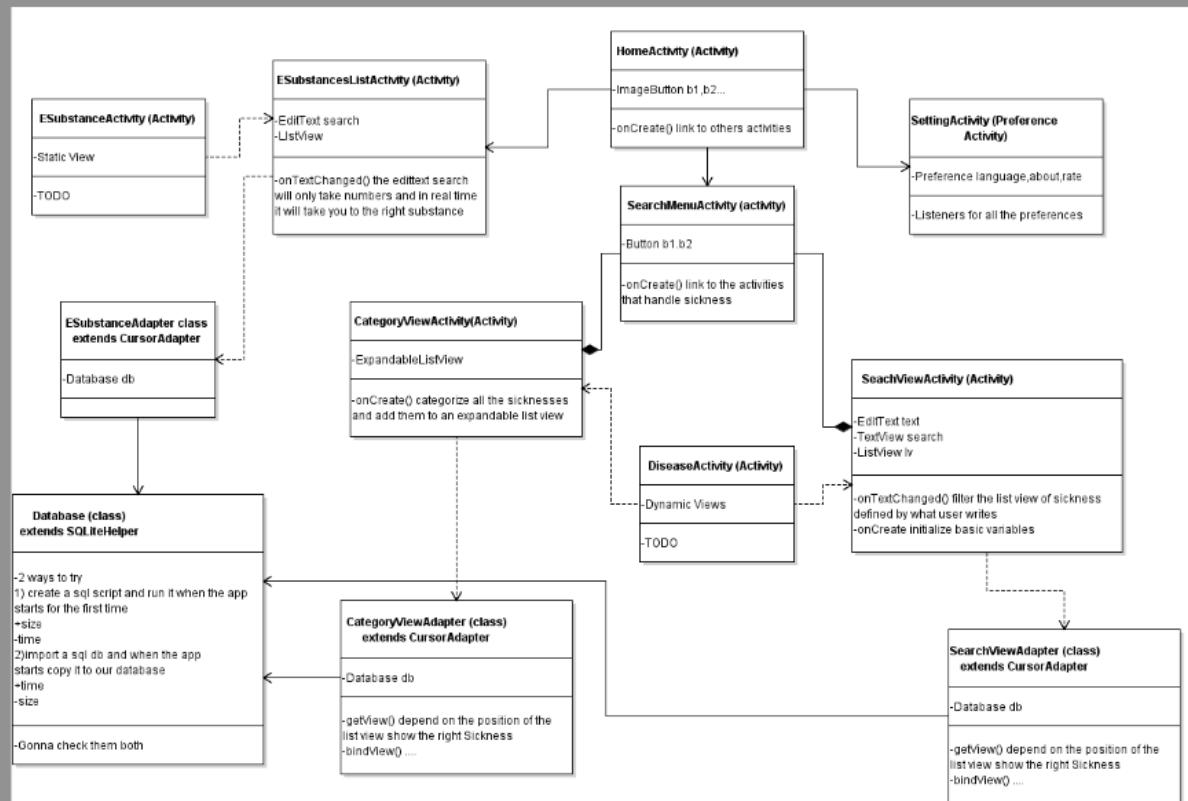 HomeActivity (Activity)
-ImageButton b1,b2...
-onCreate() link to others activities
ESubstancesListActivity (Activity)
-EditText search
-ListView
-onTextChanged() the edittext search
will only take numbers and in real time
it will take you to the right substance
ESubstanceActivity (Activity)
-Static View
-TODO
SettingActivity (Preference
Activity)
-Preference language,about,rate
-Listeners for all the preferences
SearchMenuActivity (activity)
-Button b1.b2
-onCreate() link to the activities
that handle sickness
ESubstanceAdapter class
extends CursorAdapter
-Database db
CategoryViewActivity(Activity)
-ExpandableListView
-onCreate() categorize all the sicknesses
and add them to an expandable list view
SeachViewActivity (Activity)
-EditText text
-TextView search
-ListView lv
-onTextChanged() filter the list view of sickness
defined by what user writes
-onCreate initialize basic variables
DiseaseActivity (Activity)
-Dynamic Views
-TODO
Database (class)
extends SQLiteHelper
-2 ways to try
1) create a sql script and run it when the app
starts for the first time
+size
-time
2)import a sql db and when the app
starts copy it to our database
+time
-size
-Gonna check them both
CategoryViewAdapter (class)
extends CursorAdapter
-Database db
-getView() depend on the position of the
list view show the right Sickness
-bindView() ....
SearchViewAdapter (class)
extends CursorAdapter
-Database db
-getView() depend on the position of the
list view show the right Sickness
-bindView() ....